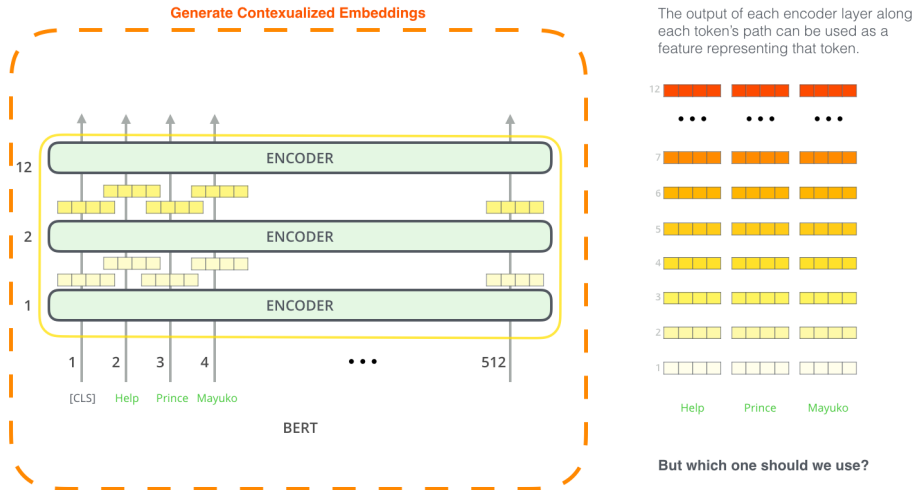 Generate Contexualized Embeddings
The output of each encoder layer along
each token's path can be used as a
feature representing that token.
12
ENCODER
2
ENCODER
1
ENCODER
1 2 3 4 ••• 512
[CLS] Help Prince Mayuko
BERT
12
••• ••• •••
7
6
5
4
3
2
1
Help Prince Mayuko
But which one should we use?